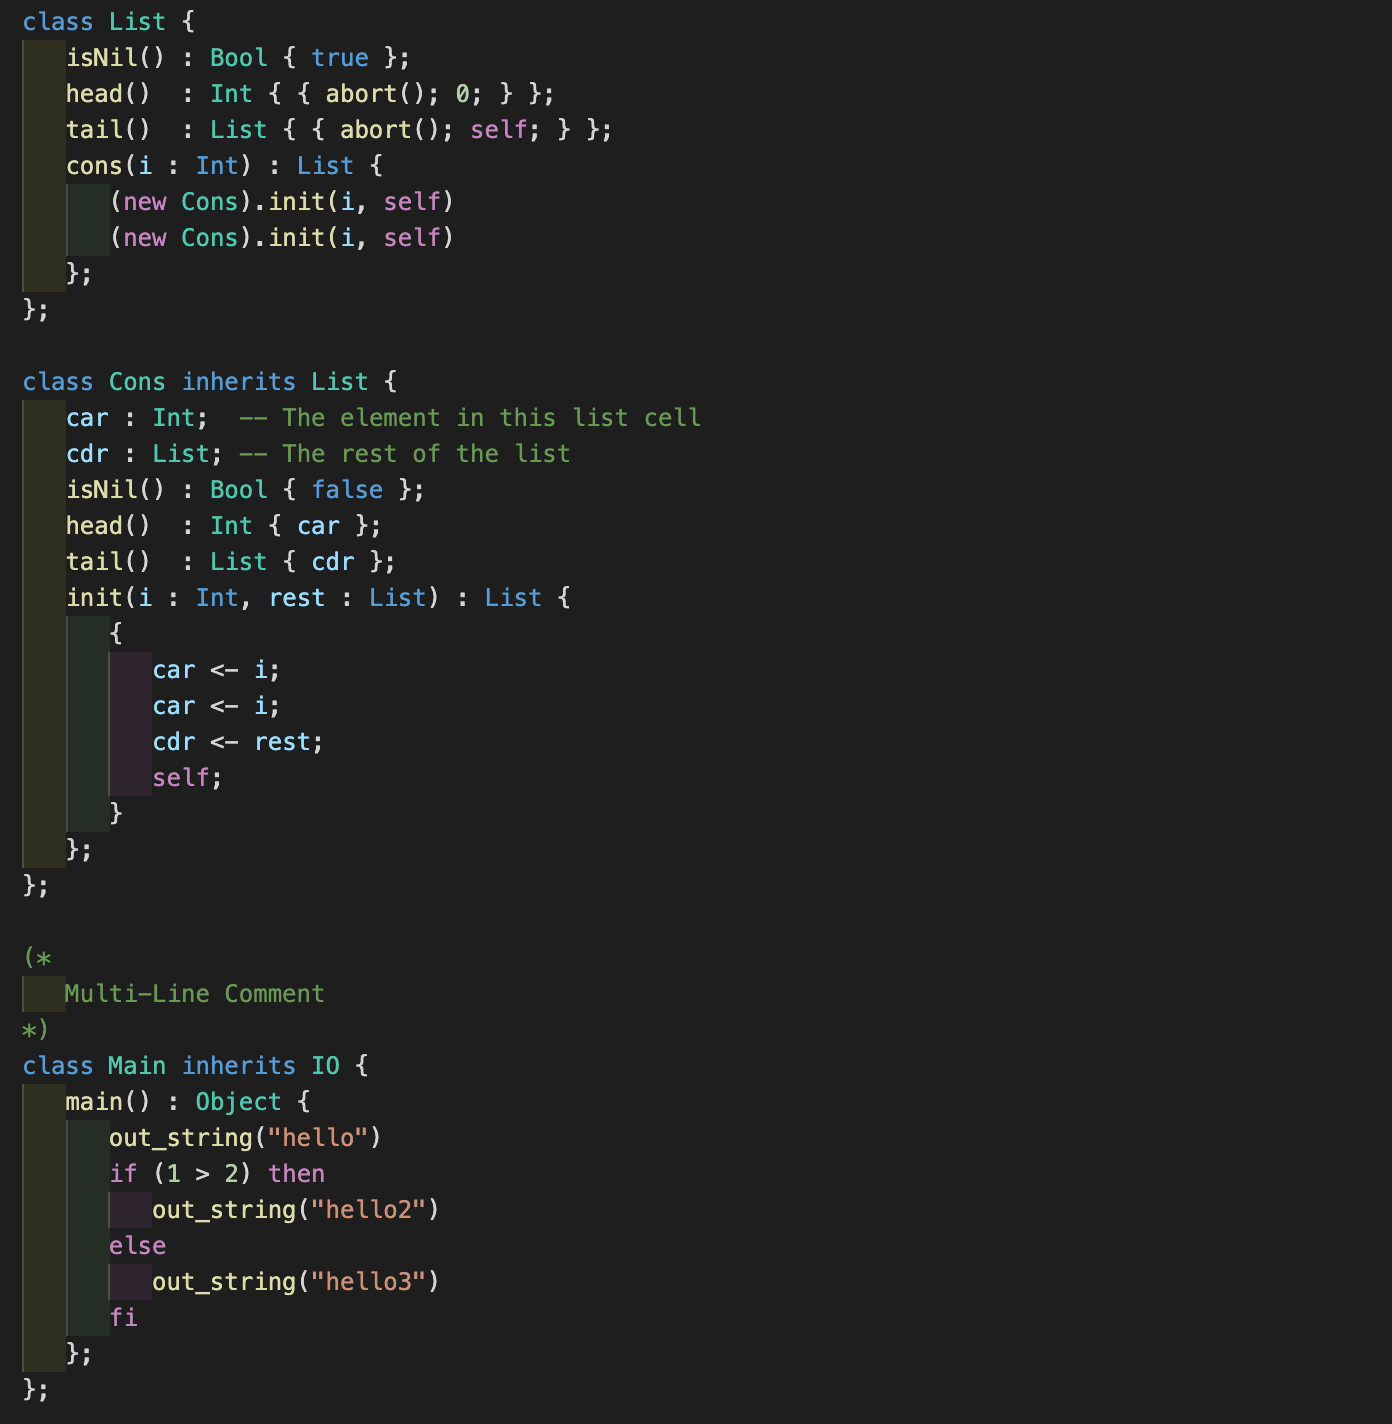 class List {
   isNil() : Bool { true };
   head()  : Int { { abort(); 0; } };
   tail()  : List { { abort(); self; } };
   cons(i : Int) : List {
      (new Cons).init(i, self)
      (new Cons).init(i, self)
   };
};

class Cons inherits List {
   car : Int;  -- The element in this list cell
   cdr : List; -- The rest of the list
   isNil() : Bool { false };
   head()  : Int { car };
   tail()  : List { cdr };
   init(i : Int, rest : List) : List {
      {
         car <- i;
         car <- i;
         cdr <- rest;
         self;
      }
   };
};

(*
   Multi-Line Comment
*)
class Main inherits IO {
   main() : Object {
      out_string("hello")
      if (1 > 2) then
         out_string("hello2")
      else
         out_string("hello3")
      fi
   };
};